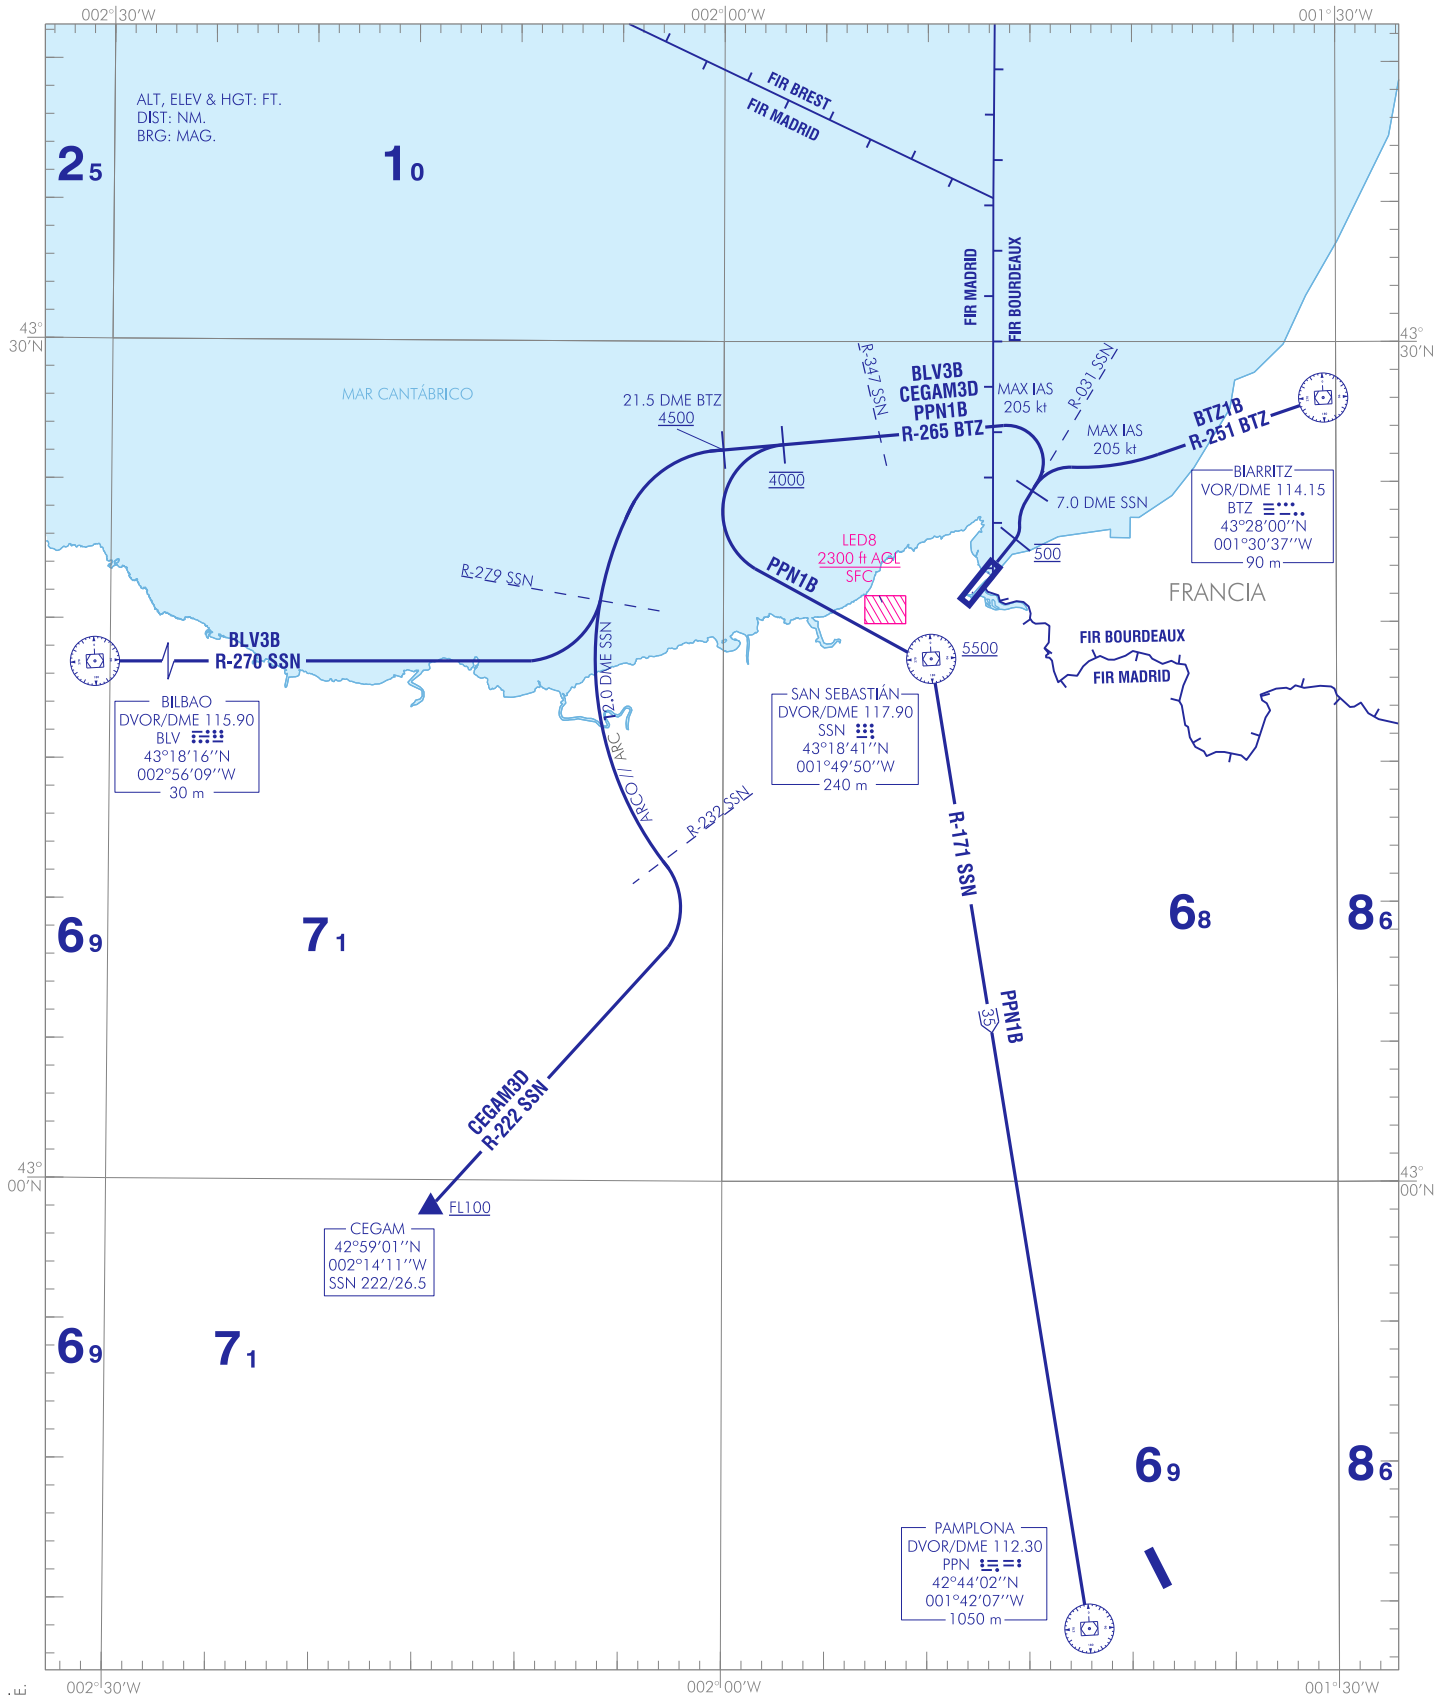 002°30'W
002°00'W
001°30'W
ALT, ELEV & HGT: FT.
DIST: NM.
BRG: MAG.
25
10
FIR BREST
FIR MADRID
FIR MADRID
FIR BOURDEAUX
43°
30'N
43°
30'N
MAR CANTÁBRICO
21.5 DME BTZ
4500
4000
R-347 SSN
BLV3B
CEGAM3D
PPN1B
R-265 BTZ
MAX IAS
205 kt
R-031 SSN
MAX IAS
205 kt
BTZ1B
R-251 BTZ
7.0 DME SSN
500
BIARRITZ
VOR/DME 114.15
BTZ
43°28'00''N
001°30'37''W
90 m
FRANCIA
LED8
2300 ft AGL
SFC
PPN1B
R-279 SSN
BLV3B
R-270 SSN
BILBAO
DVOR/DME 115.90
BLV
43°18'16''N
002°56'09''W
30 m
ARCO // ARC 12.0 DME SSN
5500
SAN SEBASTIÁN
DVOR/DME 117.90
SSN
43°18'41''N
001°49'50''W
240 m
FIR BOURDEAUX
FIR MADRID
R-232 SSN
R-171 SSN
69
71
68
86
35
PPN1B
CEGAM3D
R-222 SSN
43°
00'N
43°
00'N
FL100
CEGAM
42°59'01''N
002°14'11''W
SSN 222/26.5
69
71
69
86
PAMPLONA
DVOR/DME 112.30
PPN
42°44'02''N
001°42'07''W
1050 m
002°30'W
002°00'W
001°30'W